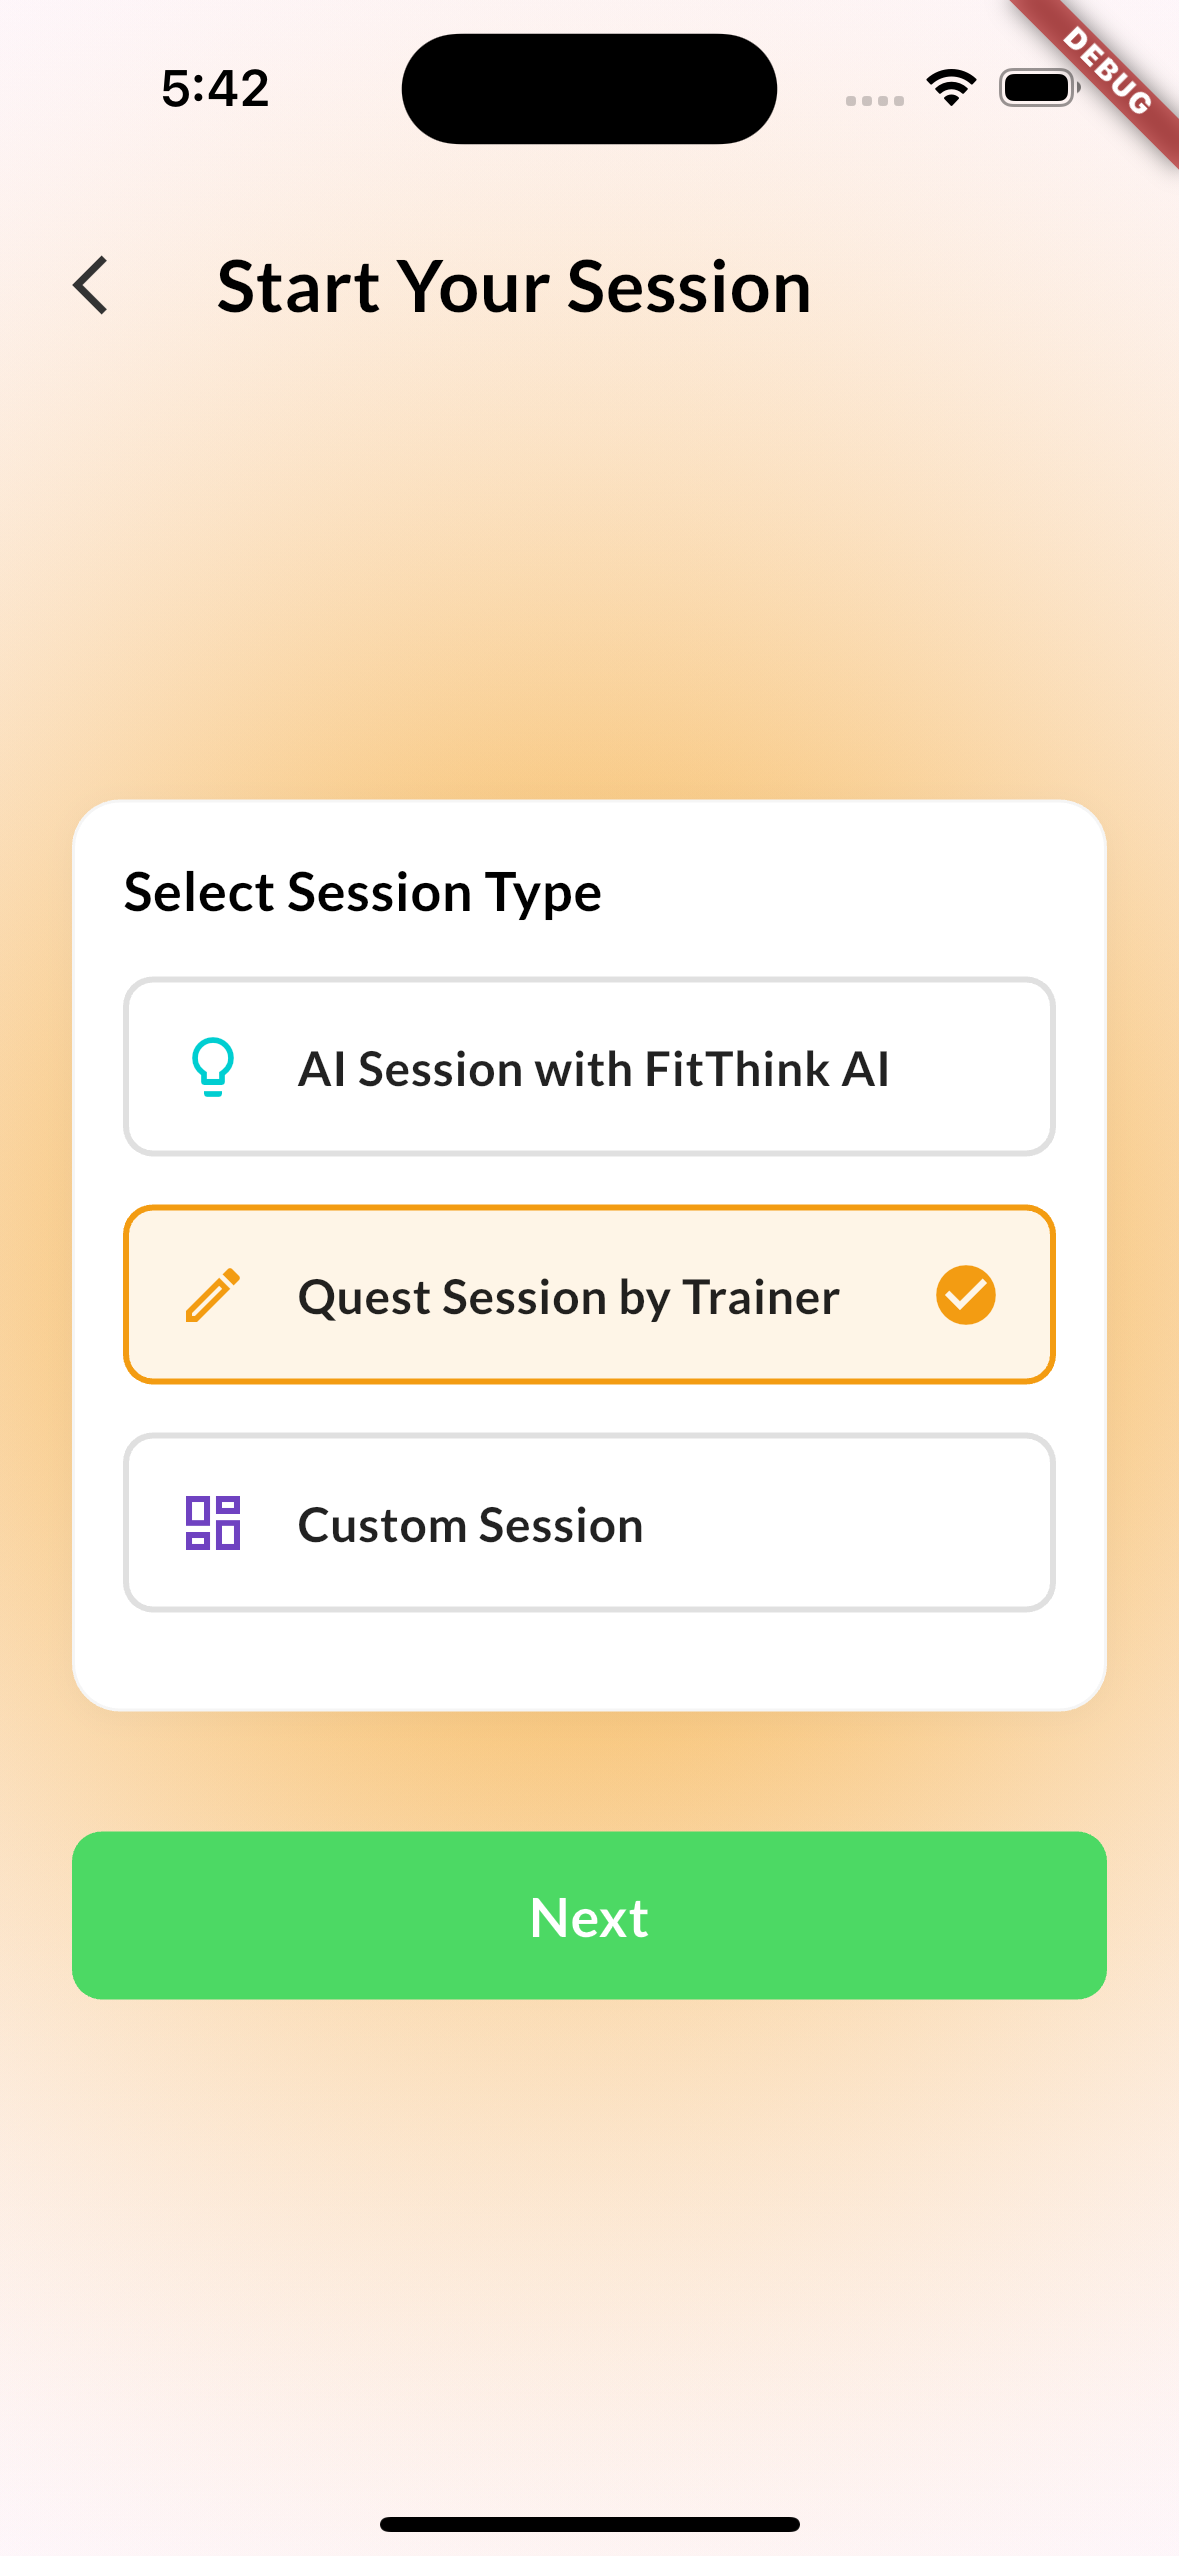 5:42
DEBUG
Start Your Session
Select Session Type
AI Session with FitThink AI
Quest Session by Trainer
Custom Session
Next